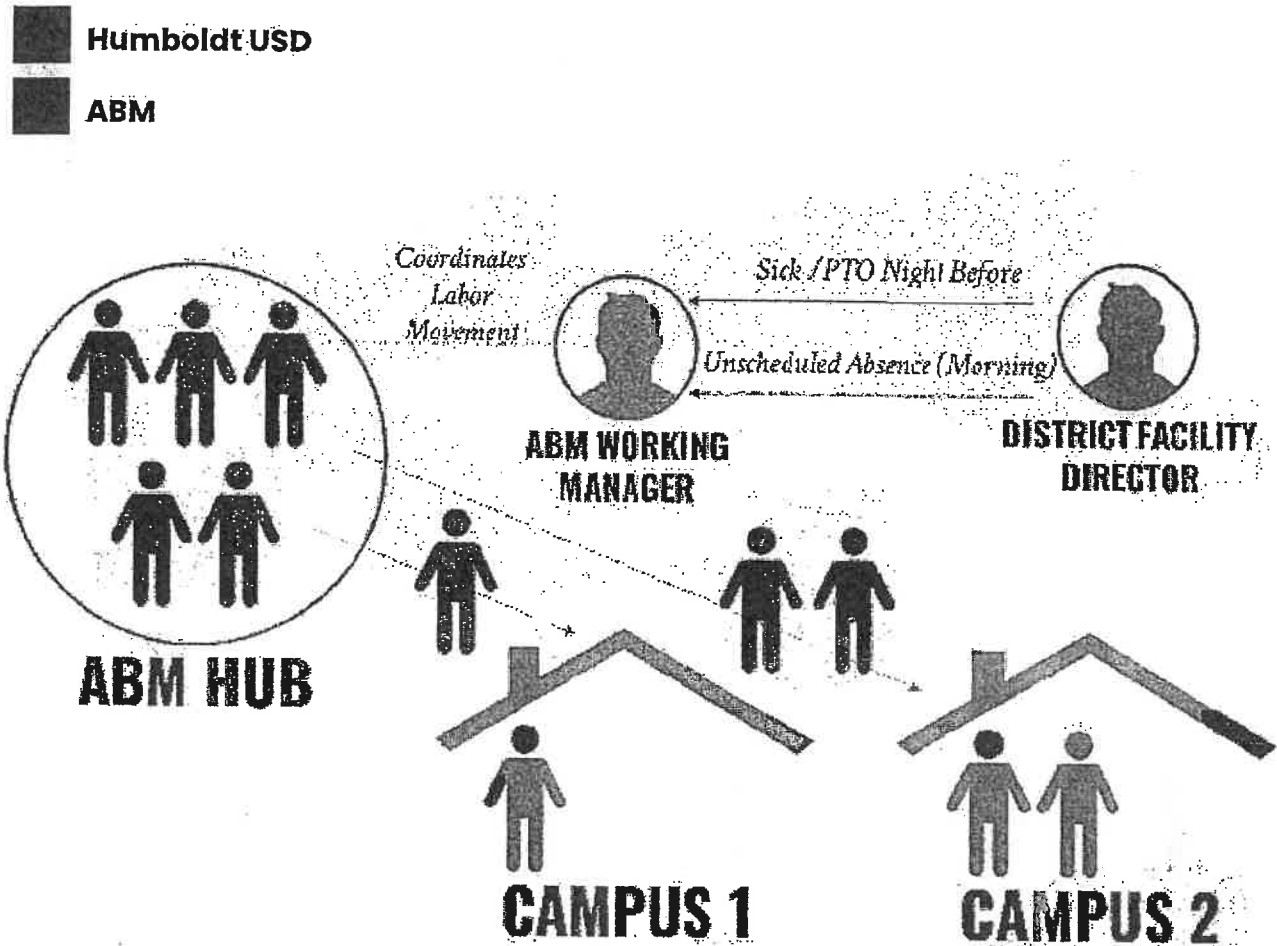 Humboldt USD
ABM
Coordinates
Labor
Movement
Sick / PTO Night Before
Unscheduled Absence (Morning)
ABM WORKING
MANAGER
DISTRICT FACILITY
DIRECTOR
ABM HUB
CAMPUS 1
CAMPUS 2